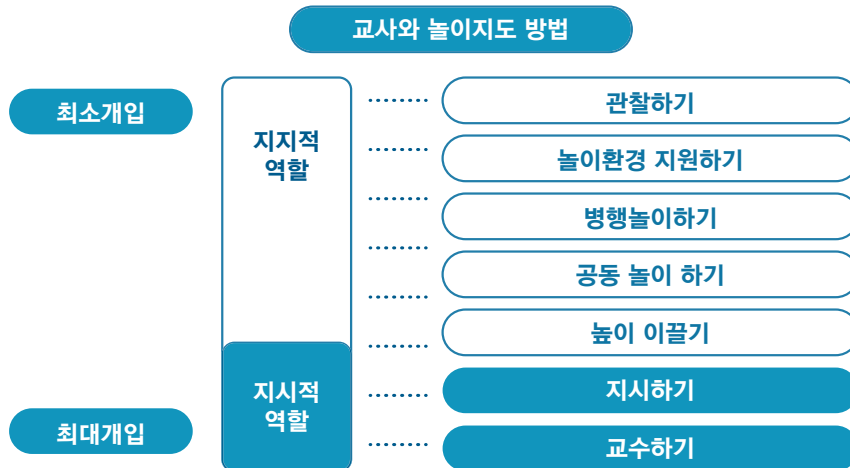 교사와 놀이지도 방법
최소개입
지지적
역할
관찰하기
놀이환경 지원하기
병행놀이하기
공동 놀이 하기
높이 이끌기
지시적
역할
지시하기
최대개입
교수하기